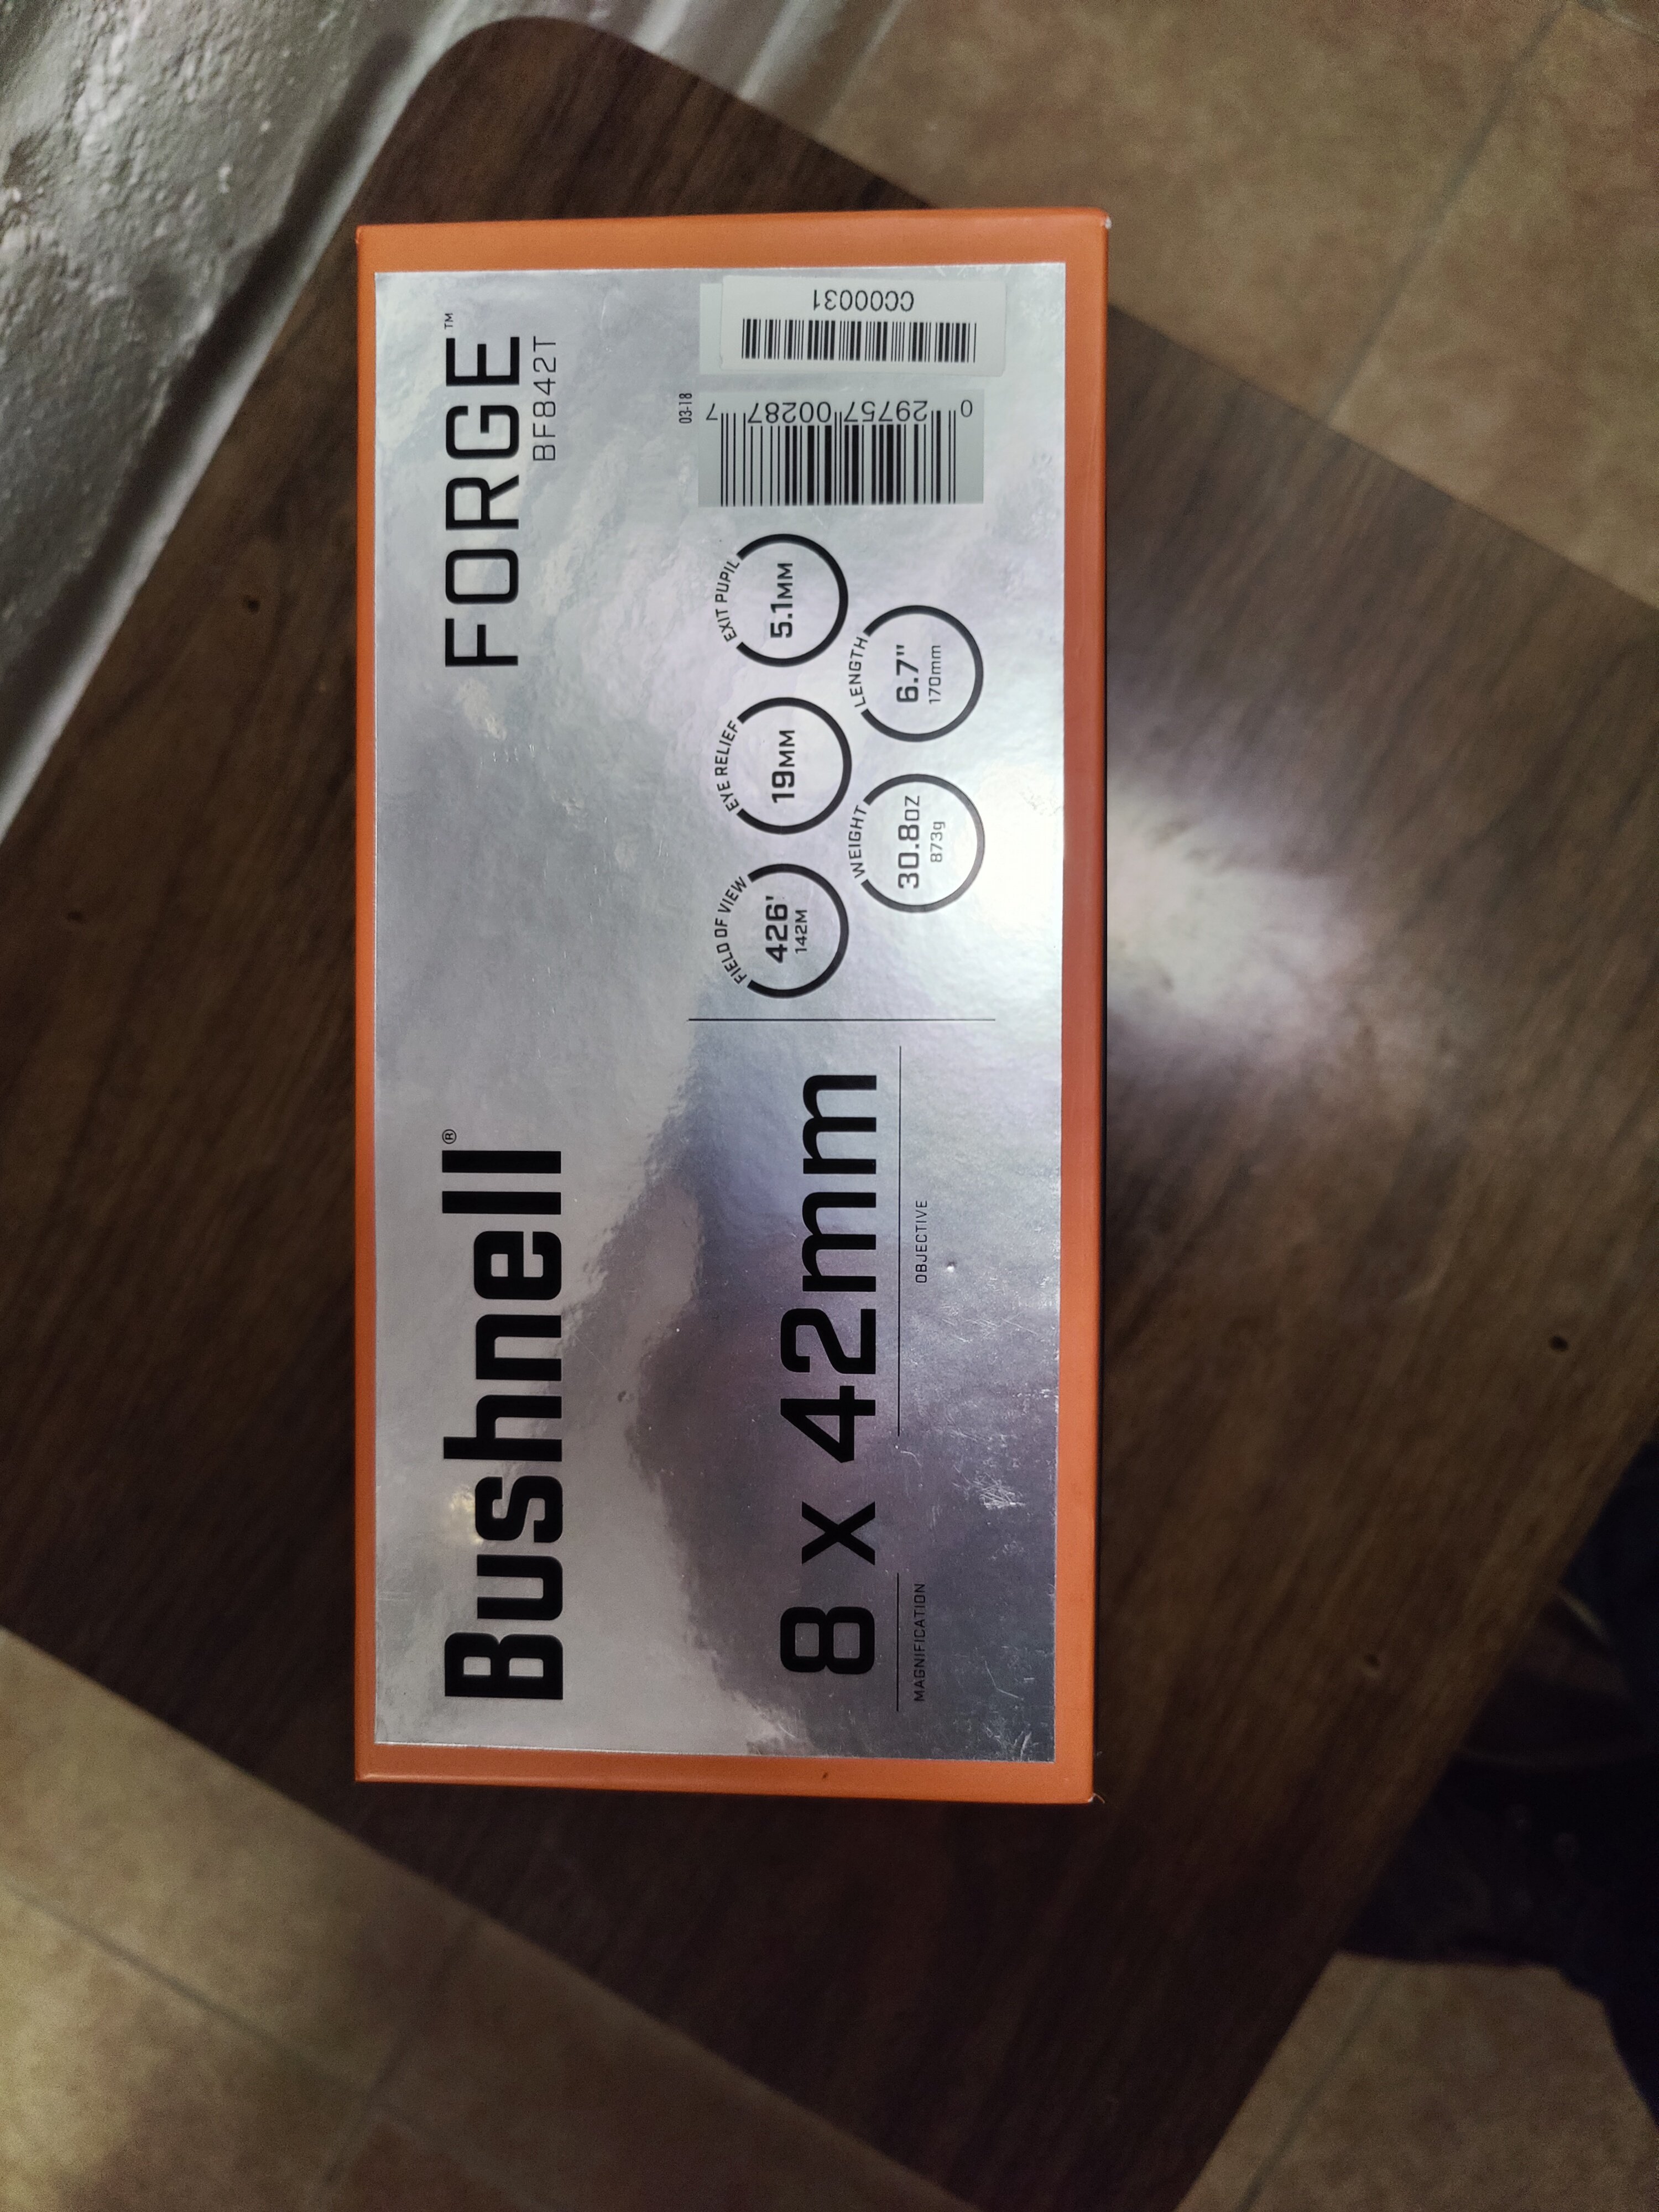 Bushnell®
FORGE™
BF842T
8 x 42mm
MAGNIFICATION
OBJECTIVE
FIELD OF VIEW
426'
142M
EYE RELIEF
19MM
EXIT PUPIL
5.1MM
WEIGHT
30.8OZ
873g
LENGTH
6.7"
170mm
03-18
0 29757 00287 7
CC00031